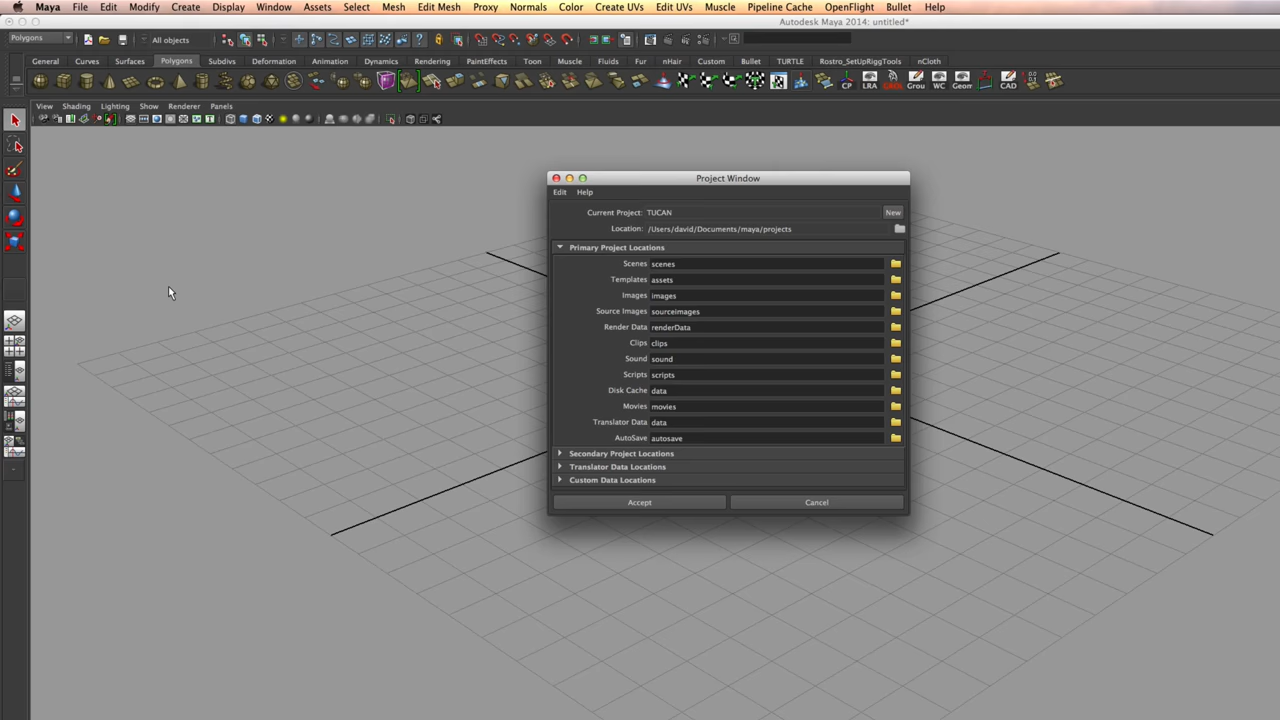 Maya File Edit Modify Create Display Window Assets Select Mesh Edit Mesh Proxy Normals Color Create UVs Edit UVs Muscle Pipeline Cache OpenFlight Bullet Help
Autodesk Maya 2014: untitled*
Polygons All objects
General Curves Surfaces Polygons Subdivs Deformation Animation Dynamics Rendering PaintEffects Toon Muscle Fluids Fur nHair Custom Bullet TURTLE Rostro_SetUpRiggTools nCloth
CP LRA Grou WC Geom CAD
View Shading Lighting Show Renderer Panels
Project Window
Edit Help
Current Project: TUCAN New
Location: /Users/david/Documents/maya/projects
Primary Project Locations
Scenes scenes
Templates assets
Images images
Source Images sourceimages
Render Data renderData
Clips clips
Sound sound
Scripts scripts
Disk Cache data
Movies movies
Translator Data data
AutoSave autosave
Secondary Project Locations
Translator Data Locations
Custom Data Locations
Accept Cancel